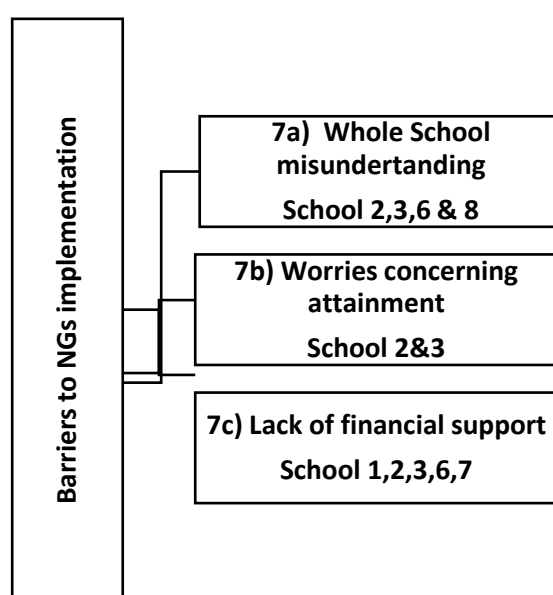 Barriers to NGs implementation
7a) Whole School
misundertanding
School 2,3,6 & 8
7b) Worries concerning
attainment
School 2&3
7c) Lack of financial support
School 1,2,3,6,7